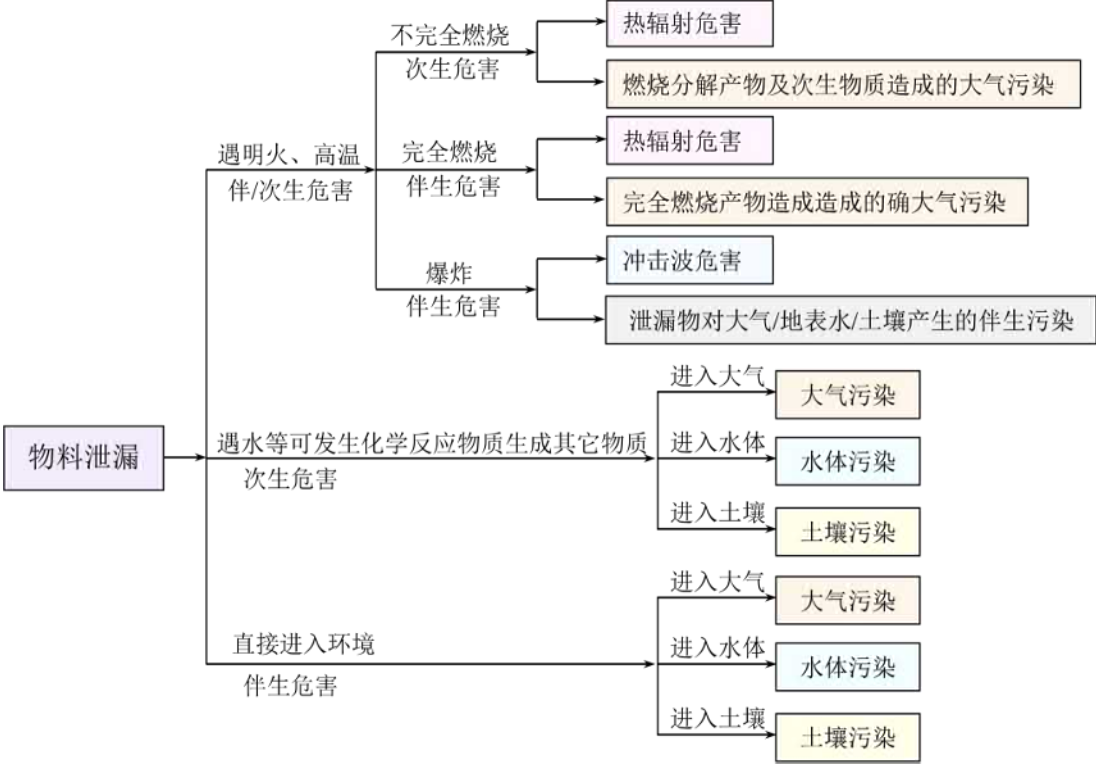 不完全燃烧
次生危害
热辐射危害
燃烧分解产物及次生物质造成的大气污染
遇明火、高温
伴/次生危害
完全燃烧
伴生危害
热辐射危害
完全燃烧产物造成造成的确大气污染
爆炸
伴生危害
冲击波危害
泄漏物对大气/地表水/土壤产生的伴生污染
物料泄漏
遇水等可发生化学反应物质生成其它物质
次生危害
进入大气
大气污染
进入水体
水体污染
进入土壤
土壤污染
直接进入环境
伴生危害
进入大气
大气污染
进入水体
水体污染
进入土壤
土壤污染